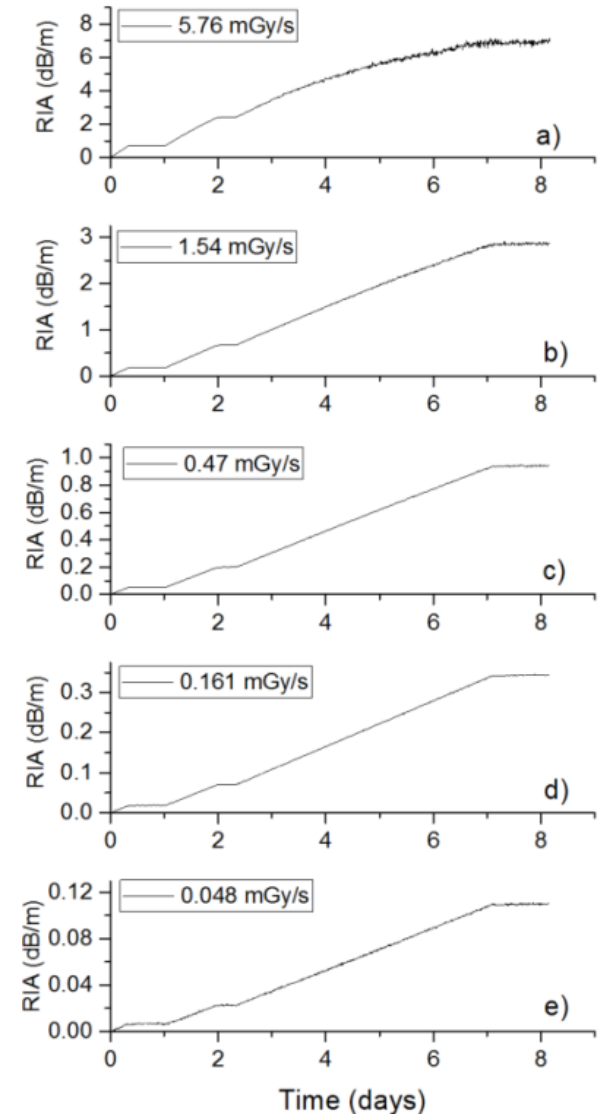 5.76 mGy/s
RIA (dB/m)
8
6
4
2
0
a)
0 2 4 6 8
1.54 mGy/s
RIA (dB/m)
3
2
1
0
b)
0 2 4 6 8
0.47 mGy/s
RIA (dB/m)
1.0
0.8
0.6
0.4
0.2
0.0
c)
0 2 4 6 8
0.161 mGy/s
RIA (dB/m)
0.3
0.2
0.1
0.0
d)
0 2 4 6 8
0.048 mGy/s
RIA (dB/m)
0.12
0.08
0.04
0.00
e)
0 2 4 6 8
Time (days)